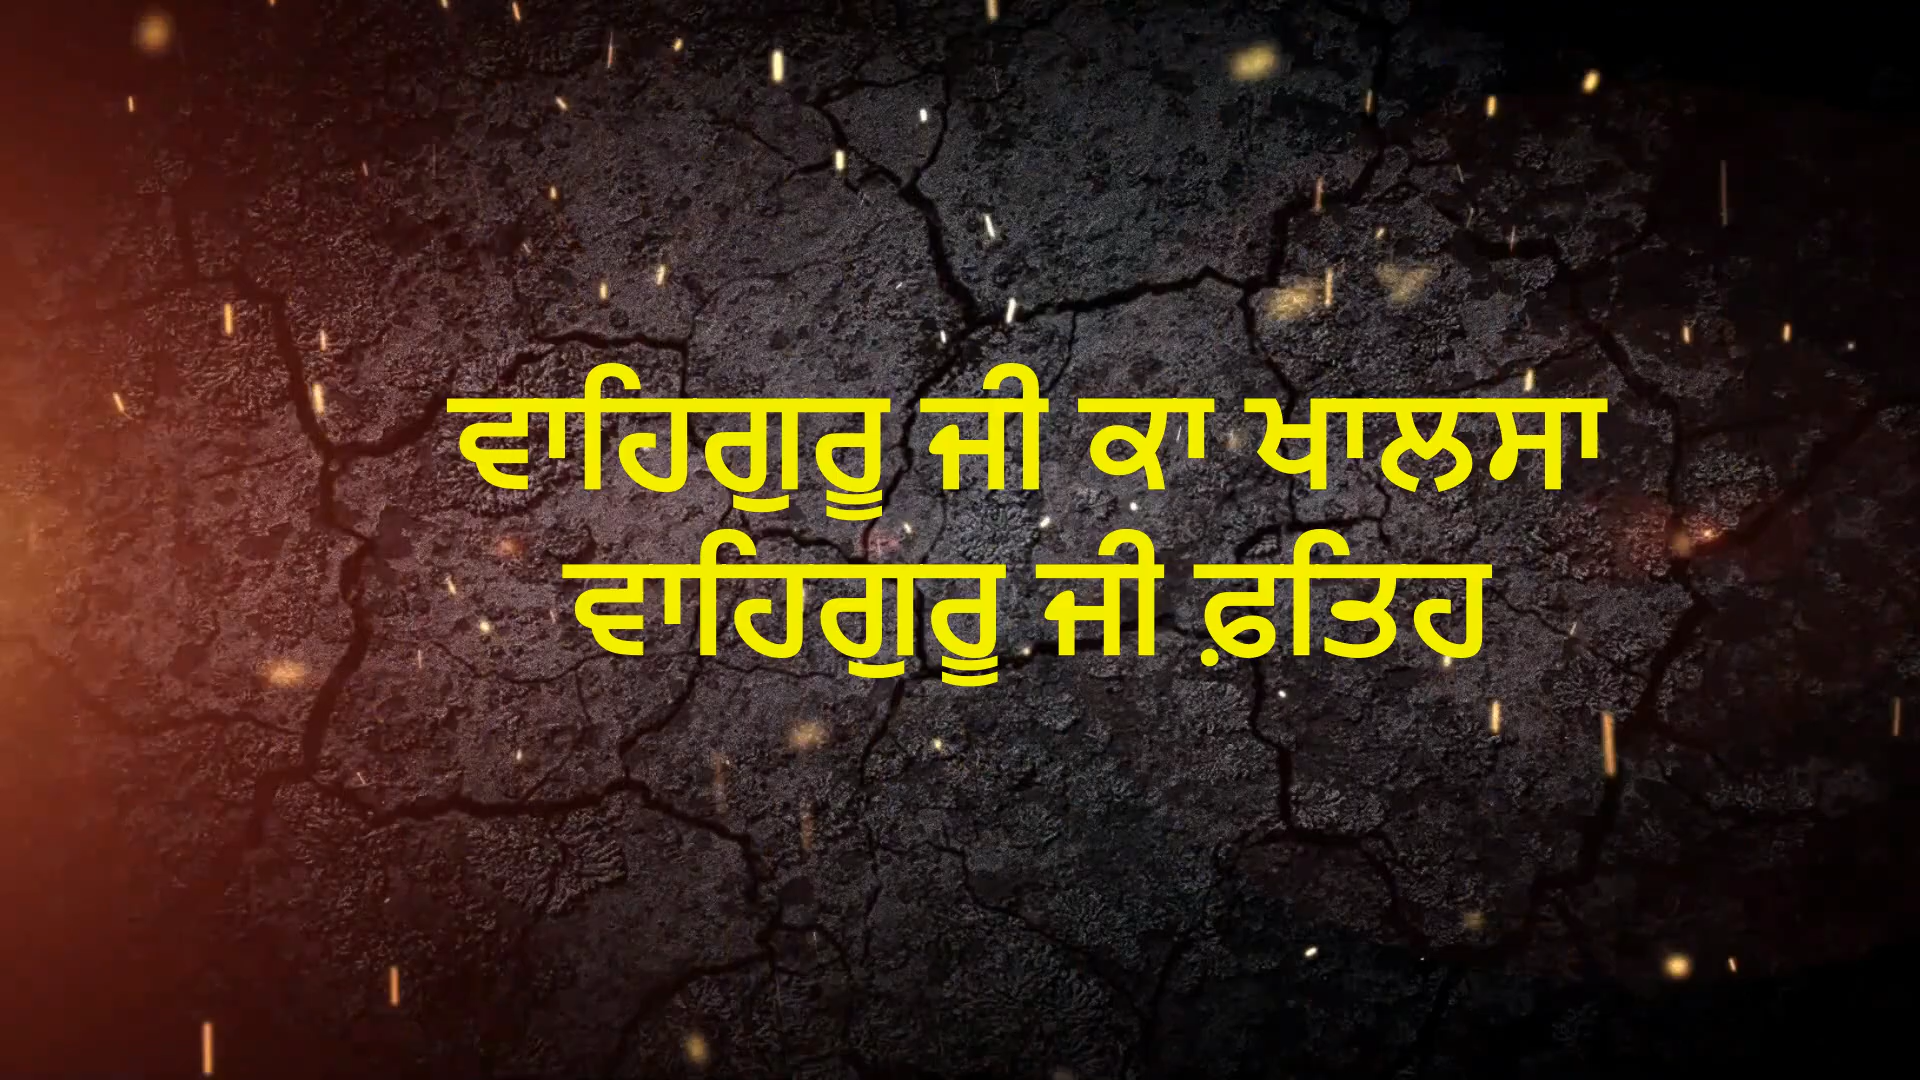 ਵਾਹਿਗੁਰੂ ਜੀ ਕਾ ਖਾਲਸਾ
ਵਾਹਿਗੁਰੂ ਜੀ ਫ਼ਤਿਹ